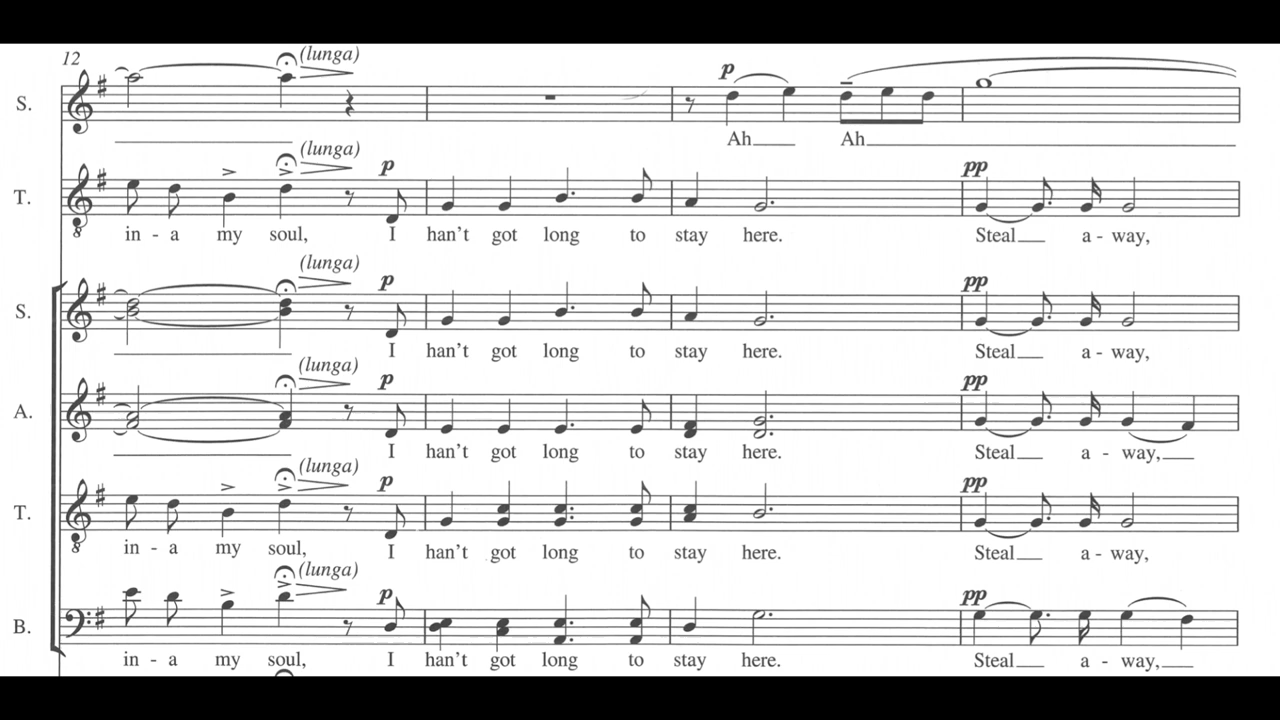 12
(lunga)
S.
p
Ah Ah
(lunga)
p
pp
T.
8
in - a my soul, I han't got long to stay here. Steal a - way,
(lunga)
p
pp
S.
I han't got long to stay here. Steal a - way,
(lunga)
p
pp
A.
I han't got long to stay here. Steal a - way,
(lunga)
p
pp
T.
8
in - a my soul, I han't got long to stay here. Steal a - way,
(lunga)
p
pp
B.
in - a my soul, I han't got long to stay here. Steal a - way,